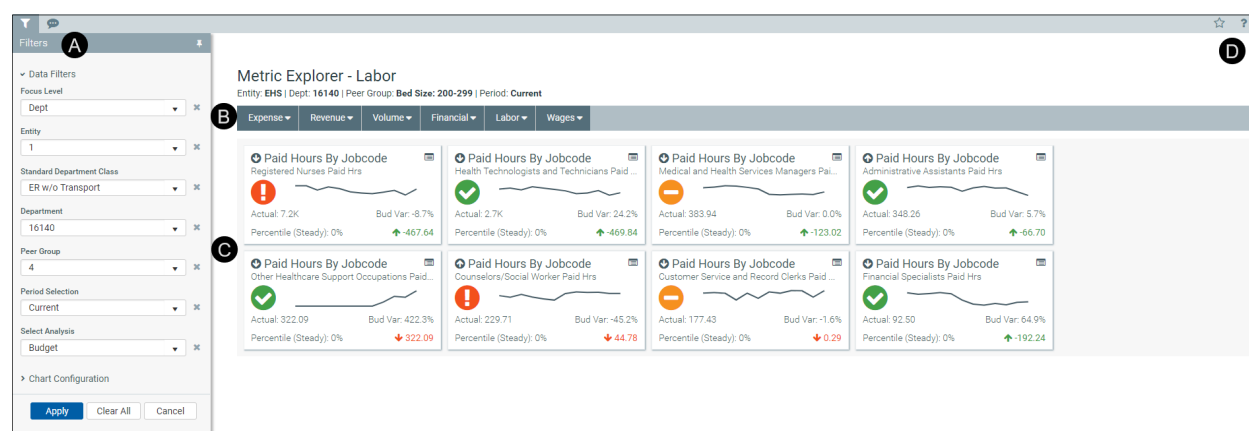 ?
Filters A
D
Data Filters
Focus Level
Dept
Entity
1
Standard Department Class
ER w/o Transport
Department
16140
Peer Group
4
Period Selection
Current
Select Analysis
Budget
Chart Configuration
Apply Clear All Cancel
Metric Explorer - Labor
Entity: EHS | Dept: 16140 | Peer Group: Bed Size: 200-299 | Period: Current
B Expense Revenue Volume Financial Labor Wages
C
Paid Hours By Jobcode
Registered Nurses Paid Hrs
Actual: 7.2K Bud Var: -8.7%
Percentile (Steady): 0% -467.64
Paid Hours By Jobcode
Health Technologists and Technicians Paid ...
Actual: 2.7K Bud Var: 24.2%
Percentile (Steady): 0% -469.84
Paid Hours By Jobcode
Medical and Health Services Managers Pai...
Actual: 383.94 Bud Var: 0.0%
Percentile (Steady): 0% -123.02
Paid Hours By Jobcode
Administrative Assistants Paid Hrs
Actual: 348.26 Bud Var: 5.7%
Percentile (Steady): 0% -66.70
Paid Hours By Jobcode
Other Healthcare Support Occupations Paid...
Actual: 322.09 Bud Var: 422.3%
Percentile (Steady): 0% 322.09
Paid Hours By Jobcode
Counselors/Social Worker Paid Hrs
Actual: 229.71 Bud Var: -45.2%
Percentile (Steady): 0% 44.78
Paid Hours By Jobcode
Customer Service and Record Clerks Paid ...
Actual: 177.43 Bud Var: -1.6%
Percentile (Steady): 0% 0.29
Paid Hours By Jobcode
Financial Specialists Paid Hrs
Actual: 92.50 Bud Var: 64.9%
Percentile (Steady): 0% -192.24